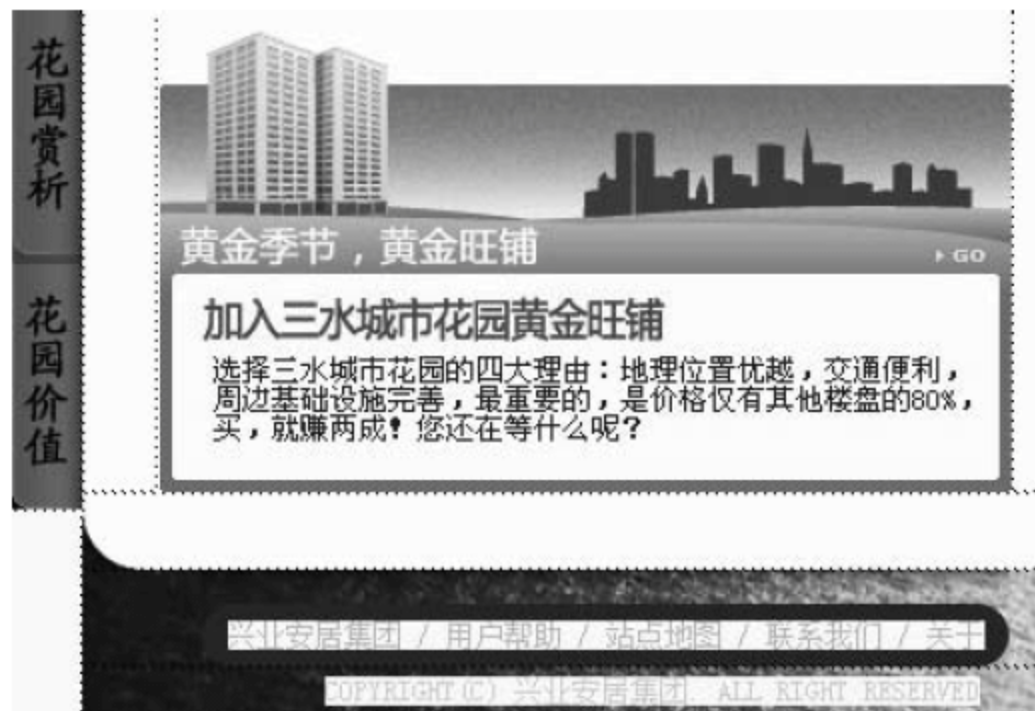 花园赏析
花园价值
黄金季节，黄金旺铺
GO
加入三水城市花园黄金旺铺
选择三水城市花园的四大理由：地理位置优越，交通便利，
周边基础设施完善，最重要的，是价格仅有其他楼盘的80%，
买，就赚两成！您还在等什么呢？
兴业安居集团 / 用户帮助 / 站点地图 / 联系我们 / 关于
COPYRIGHT(C) 兴业安居集团. ALL RIGHT RESERVED